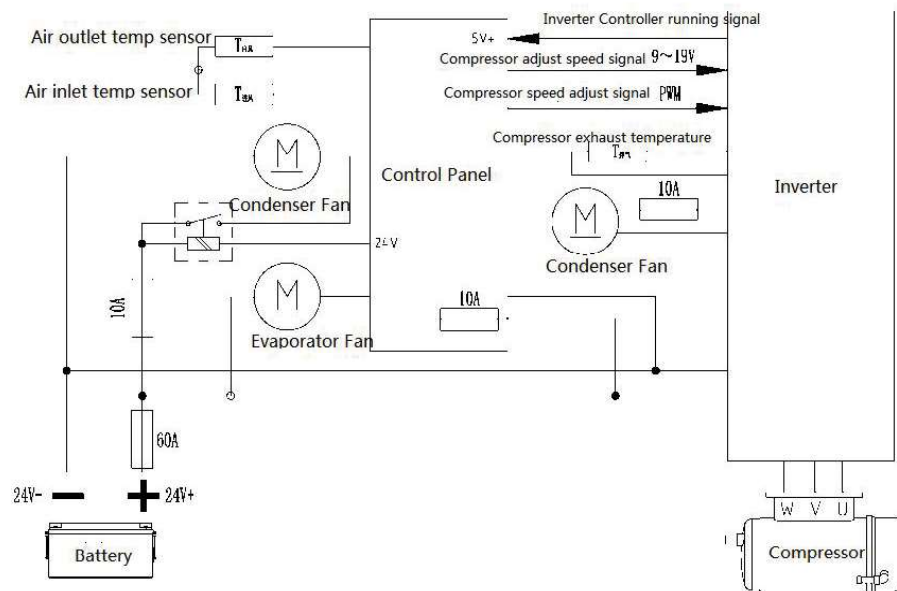 Inverter Controller running signal
Air outlet temp sensor
5V+
Compressor adjust speed signal 9～19V
Air inlet temp sensor
Compressor speed adjust signal PWM
Compressor exhaust temperature
M
Control Panel
10A
Inverter
Condenser Fan
M
24V
Condenser Fan
M
10A
10A
Evaporator Fan
60A
24V-
24V+
W V U
Battery
Compressor